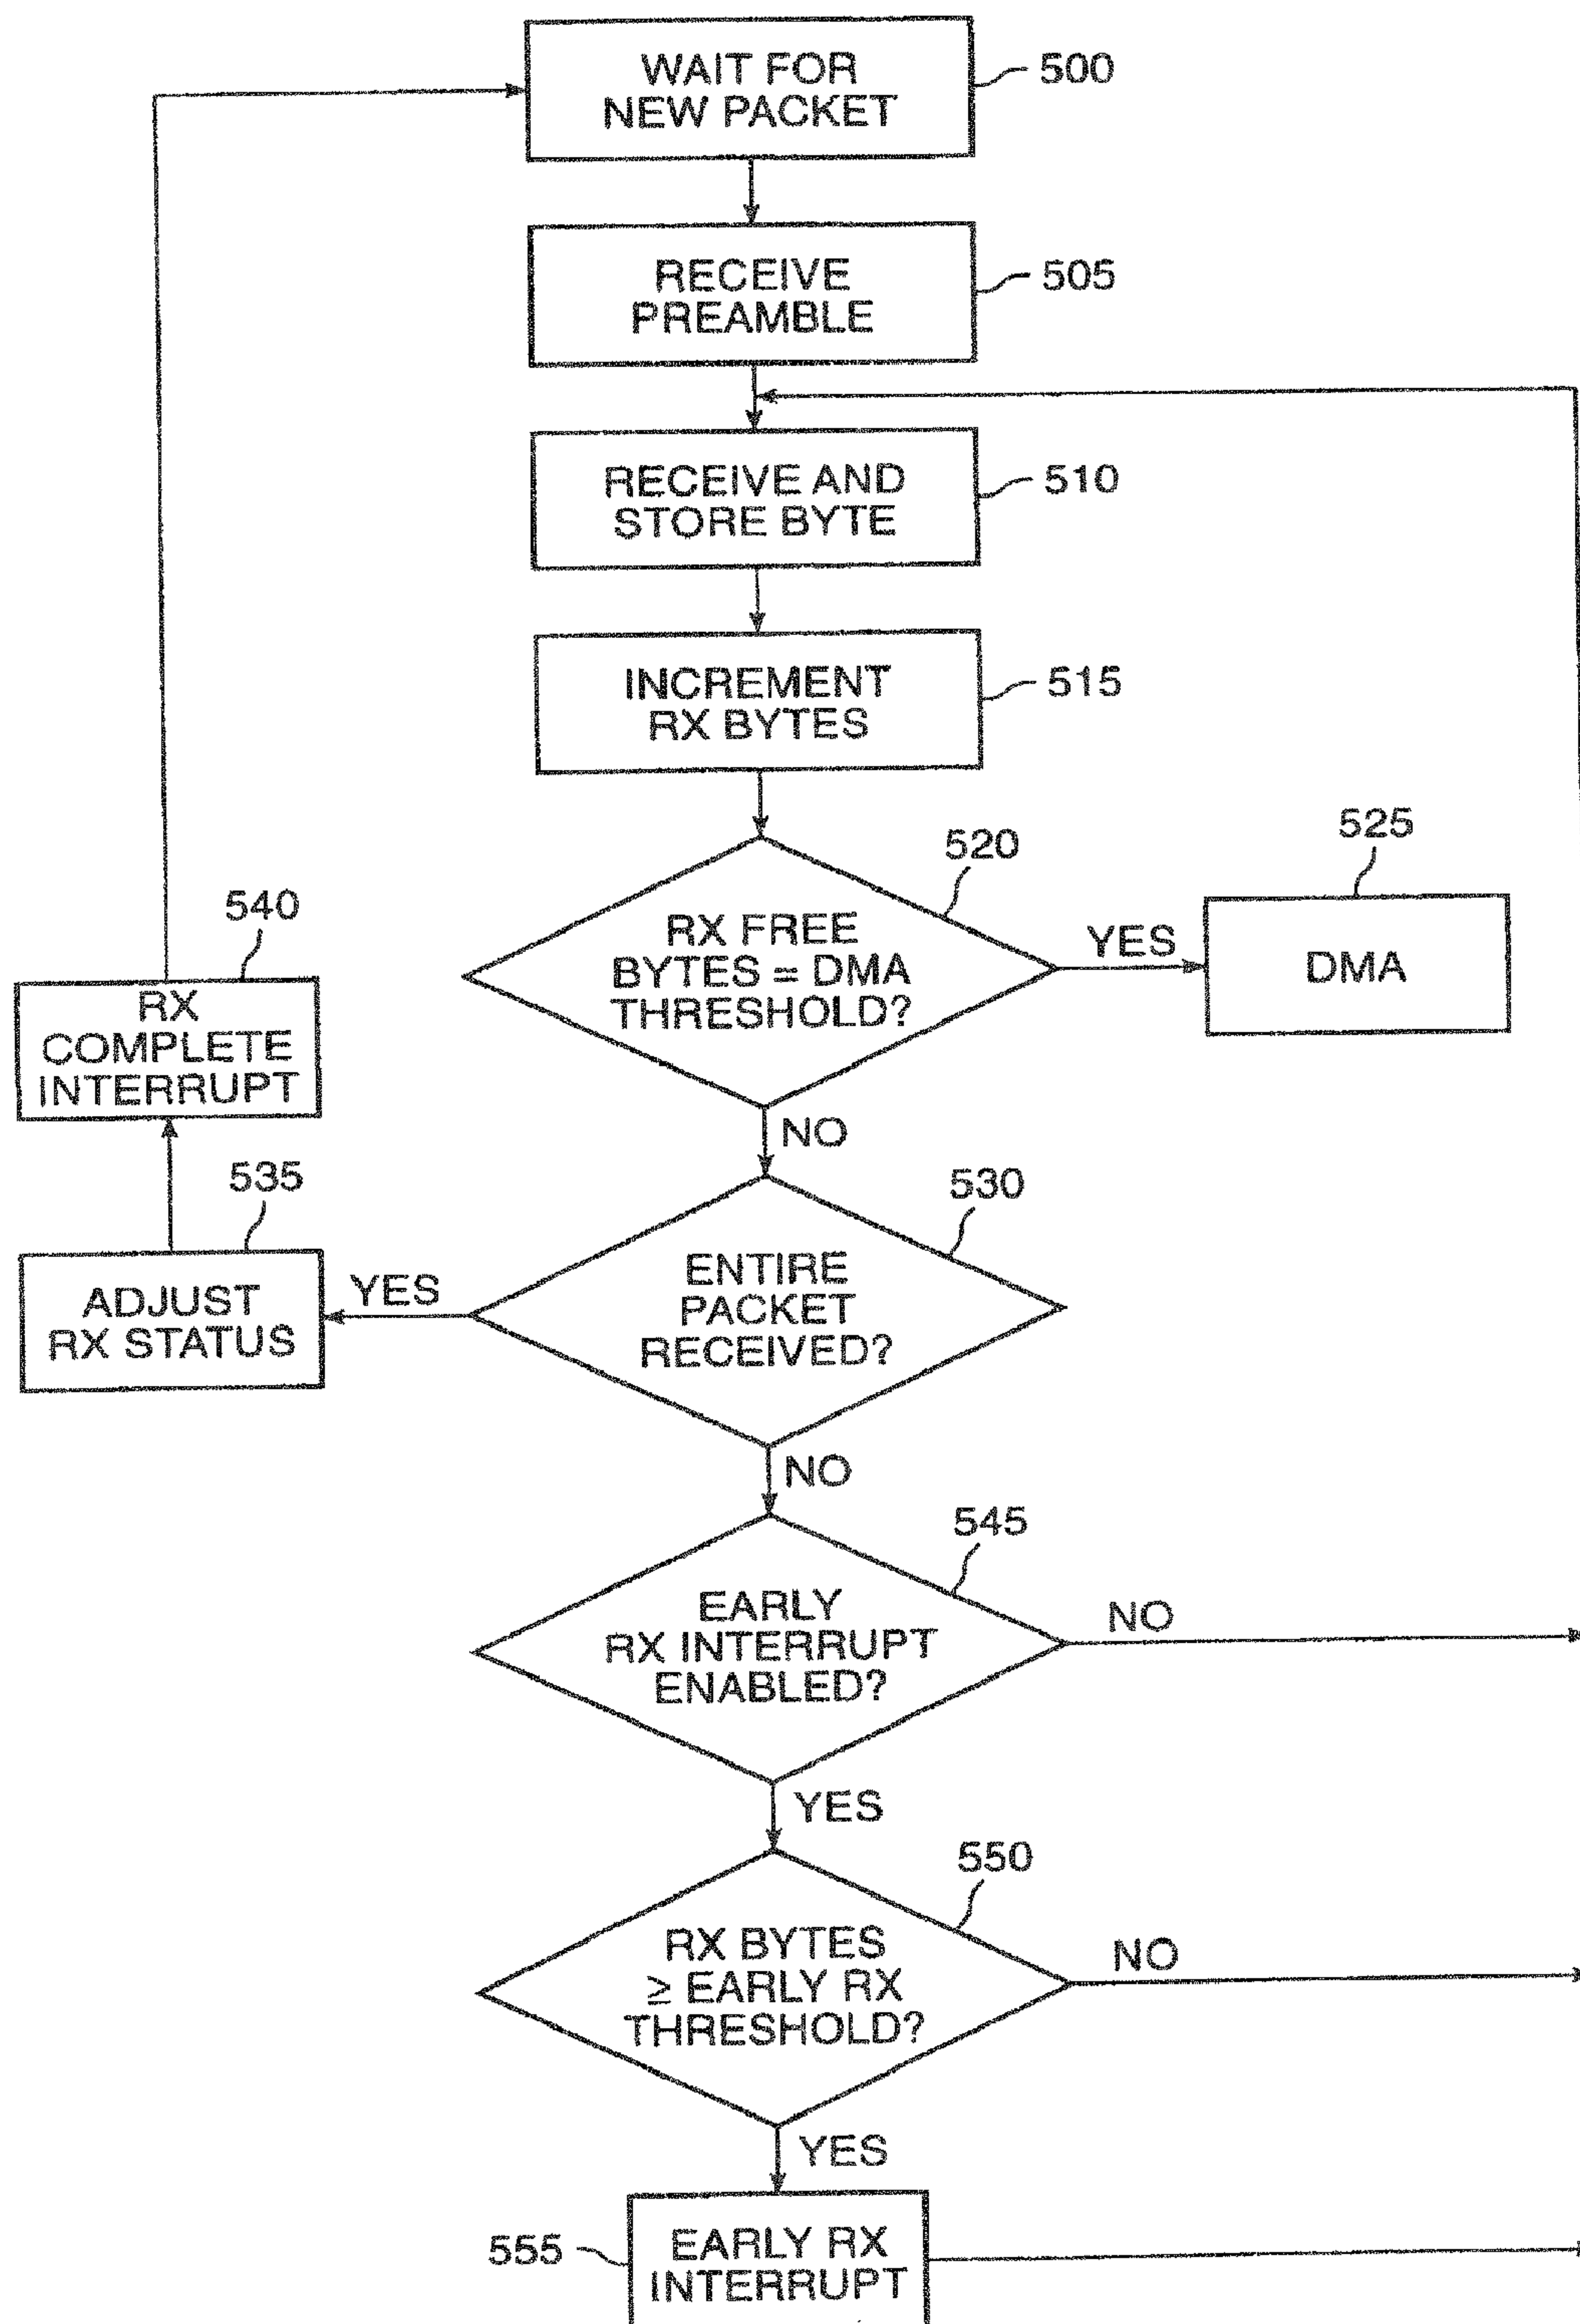 WAIT FOR
NEW PACKET
500
RECEIVE
PREAMBLE
505
RECEIVE AND
STORE BYTE
510
INCREMENT
RX BYTES
515
520
RX FREE
BYTES = DMA
THRESHOLD?
YES
525
DMA
NO
540
RX
COMPLETE
INTERRUPT
530
ENTIRE
PACKET
RECEIVED?
YES
535
ADJUST
RX STATUS
NO
545
EARLY
RX INTERRUPT
ENABLED?
NO
YES
550
RX BYTES
≥ EARLY RX
THRESHOLD?
NO
YES
555
EARLY RX
INTERRUPT